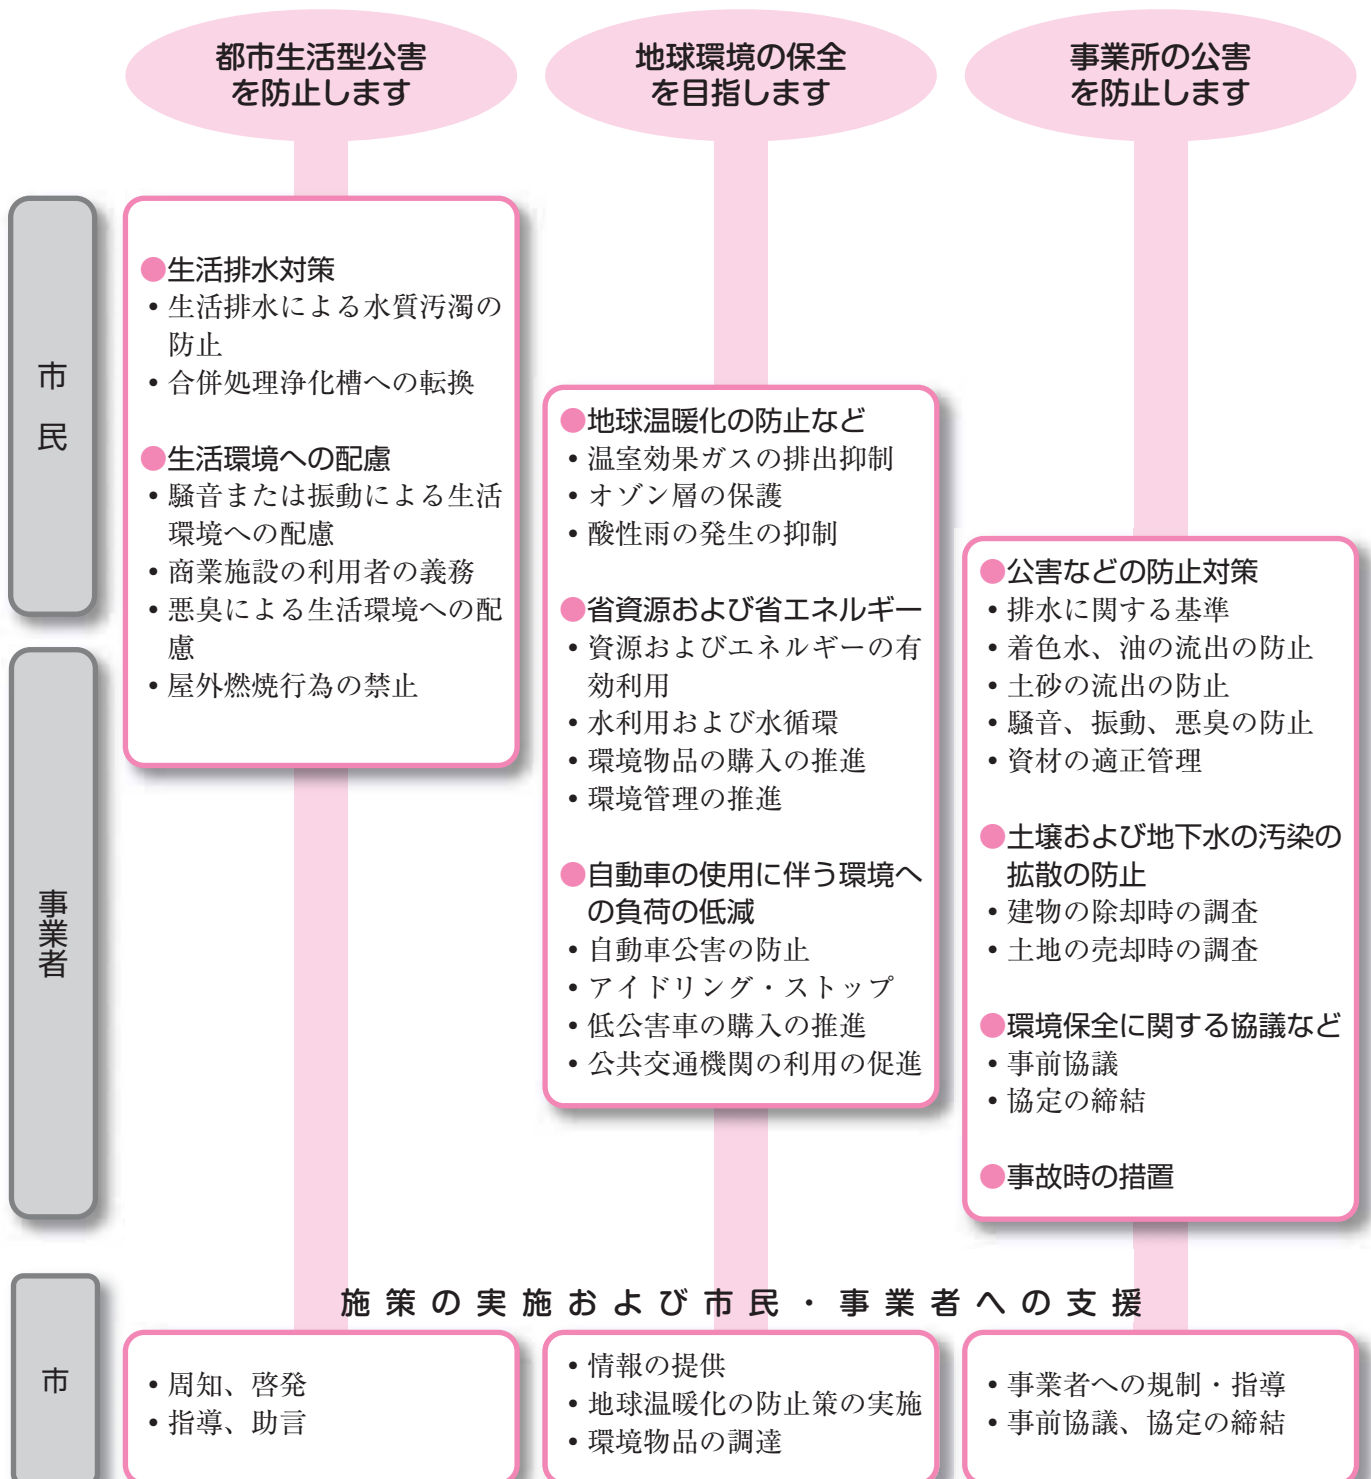 都市生活型公害
を防止します
地球環境の保全
を目指します
事業所の公害
を防止します
市民
事業者
市
●生活排水対策
・生活排水による水質汚濁の
防止
・合併処理浄化槽への転換
●生活環境への配慮
・騒音または振動による生活
環境への配慮
・商業施設の利用者の義務
・悪臭による生活環境への配
慮
・屋外燃焼行為の禁止
●地球温暖化の防止など
・温室効果ガスの排出抑制
・オゾン層の保護
・酸性雨の発生の抑制
●省資源および省エネルギー
・資源およびエネルギーの有
効利用
・水利用および水循環
・環境物品の購入の推進
・環境管理の推進
●自動車の使用に伴う環境へ
の負荷の低減
・自動車公害の防止
・アイドリング・ストップ
・低公害車の購入の推進
・公共交通機関の利用の促進
●公害などの防止対策
・排水に関する基準
・着色水、油の流出の防止
・土砂の流出の防止
・騒音、振動、悪臭の防止
・資材の適正管理
●土壌および地下水の汚染の
拡散の防止
・建物の除却時の調査
・土地の売却時の調査
●環境保全に関する協議など
・事前協議
・協定の締結
●事故時の措置
施策の実施および市民・事業者への支援
・周知、啓発
・指導、助言
・情報の提供
・地球温暖化の防止策の実施
・環境物品の調達
・事業者への規制・指導
・事前協議、協定の締結